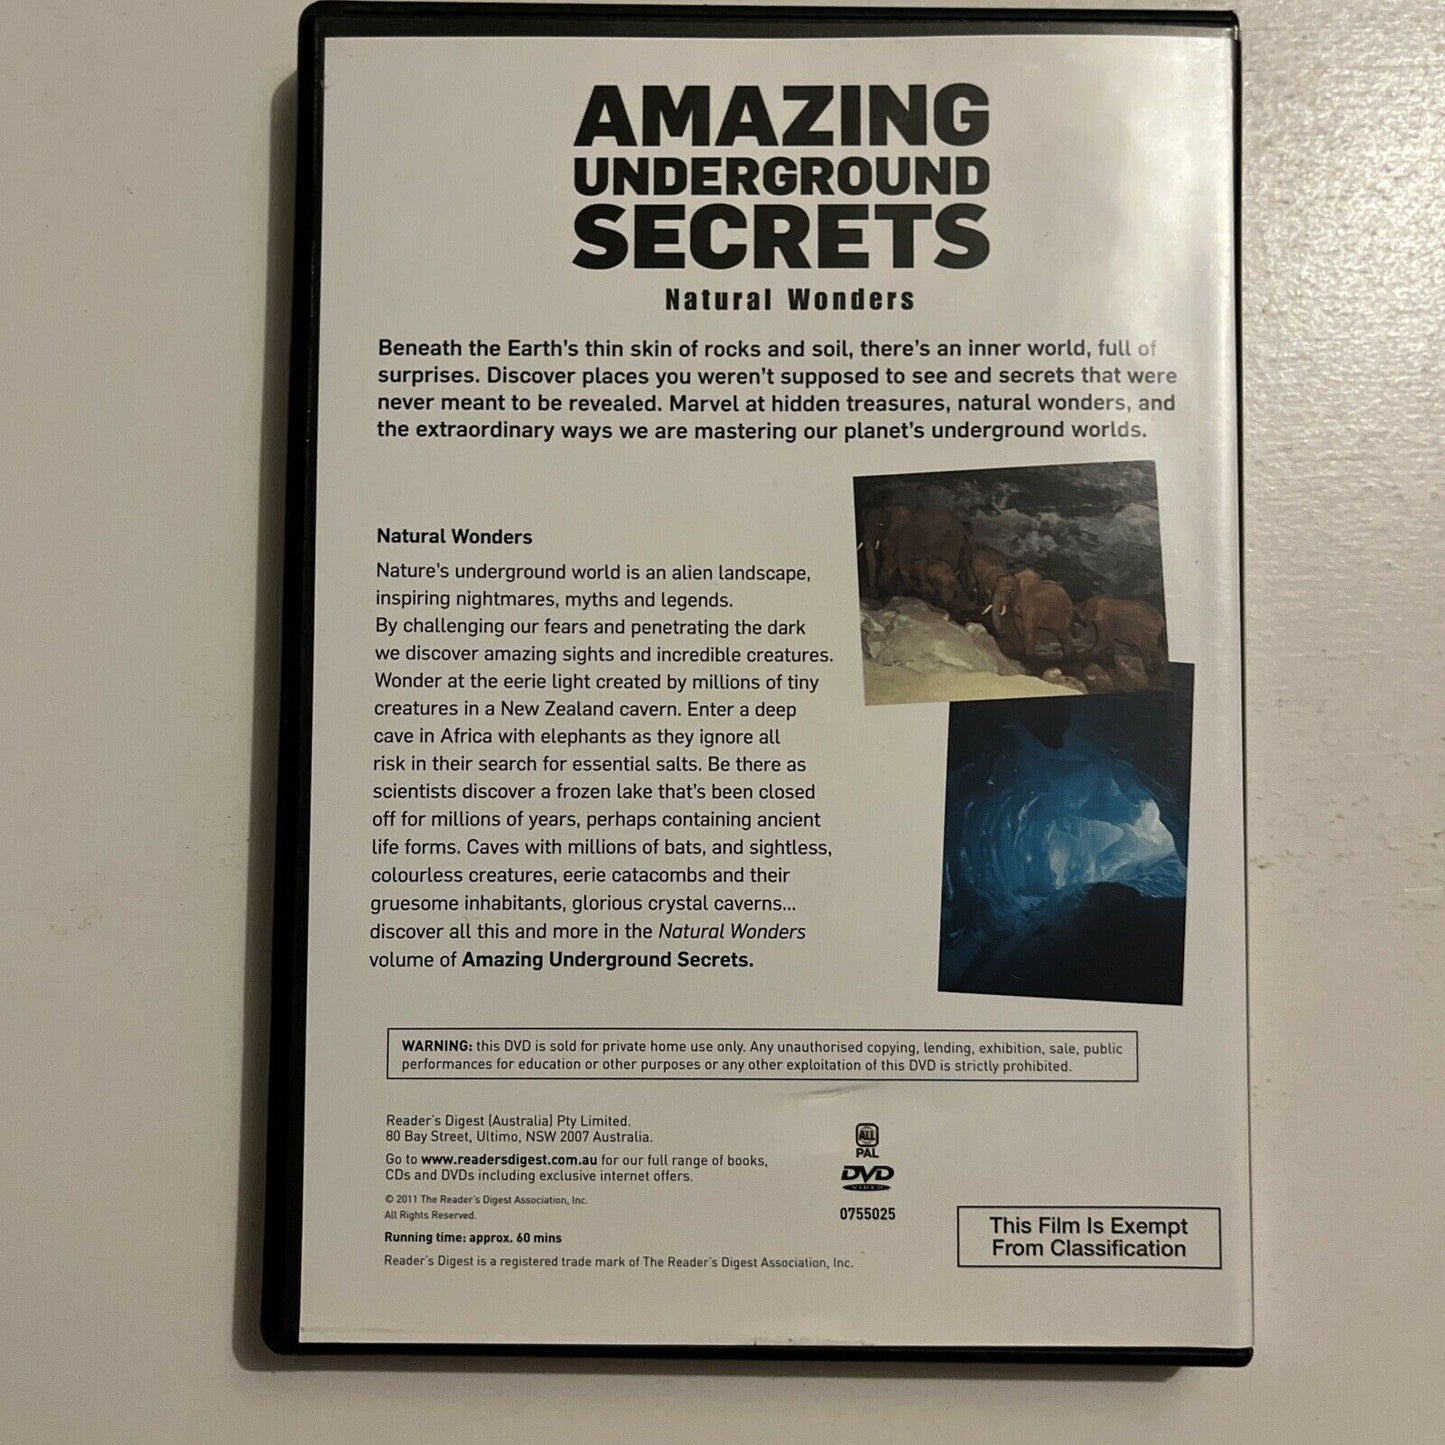 AMAZING
UNDERGROUND
SECRETS
Natural Wonders
Beneath the Earth's thin skin of rocks and soil, there's an inner world, full of
surprises. Discover places you weren't supposed to see and secrets that were
never meant to be revealed. Marvel at hidden treasures, natural wonders, and
the extraordinary ways we are mastering our planet's underground worlds.
Natural Wonders
Nature's underground world is an alien landscape,
inspiring nightmares, myths and legends.
By challenging our fears and penetrating the dark
we discover amazing sights and incredible creatures.
Wonder at the eerie light created by millions of tiny
creatures in a New Zealand cavern. Enter a deep
cave in Africa with elephants as they ignore all
risk in their search for essential salts. Be there as
scientists discover a frozen lake that's been closed
off for millions of years, perhaps containing ancient
life forms. Caves with millions of bats, and sightless,
colourless creatures, eerie catacombs and their
gruesome inhabitants, glorious crystal caverns...
discover all this and more in the Natural Wonders
volume of Amazing Underground Secrets.
WARNING: this DVD is sold for private home use only. Any unauthorised copying, lending, exhibition, sale, public
performances for education or other purposes or any other exploitation of this DVD is strictly prohibited.
Reader's Digest (Australia) Pty Limited.
80 Bay Street, Ultimo, NSW 2007 Australia.
Go to www.readersdigest.com.au for our full range of books,
CDs and DVDs including exclusive internet offers.
© 2011 The Reader's Digest Association, Inc.
All Rights Reserved.
Running time: approx. 60 mins
Reader's Digest is a registered trade mark of The Reader's Digest Association, Inc.
ALL
PAL
DVD
VIDEO
0755025
This Film Is Exempt
From Classification